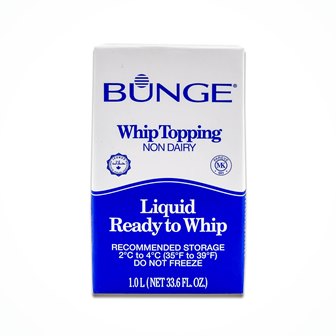 BUNGE®
Whip Topping
NON DAIRY
MK
Liquid
Ready to Whip
RECOMMENDED STORAGE
2°C to 4°C (35°F to 39°F)
DO NOT FREEZE
1.0 L (NET 33.6 FL. OZ.)